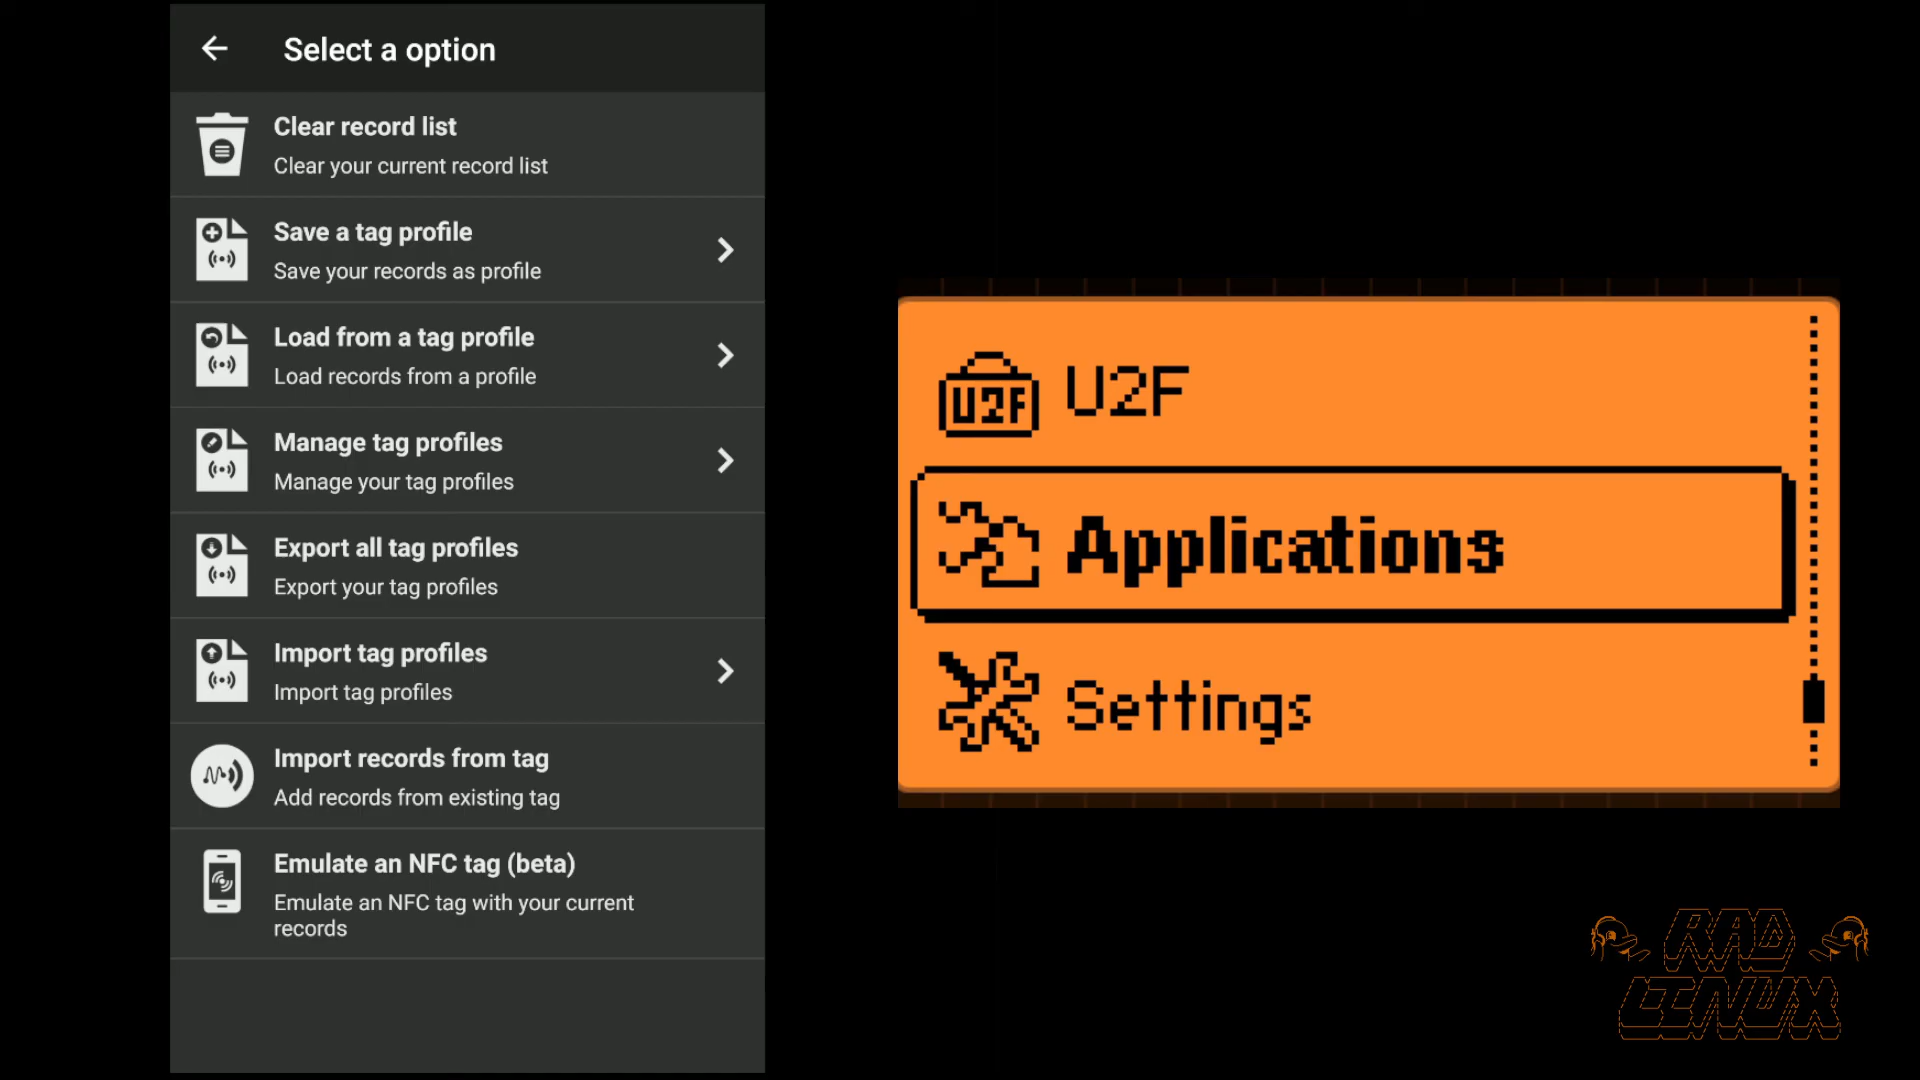 Select a option
Clear record list
Clear your current record list
Save a tag profile
Save your records as profile
Load from a tag profile
Load records from a profile
Manage tag profiles
Manage your tag profiles
Export all tag profiles
Export your tag profiles
Import tag profiles
Import tag profiles
Import records from tag
Add records from existing tag
Emulate an NFC tag (beta)
Emulate an NFC tag with your current
records
U2F
U2F
Applications
Settings
RAD
LINUX